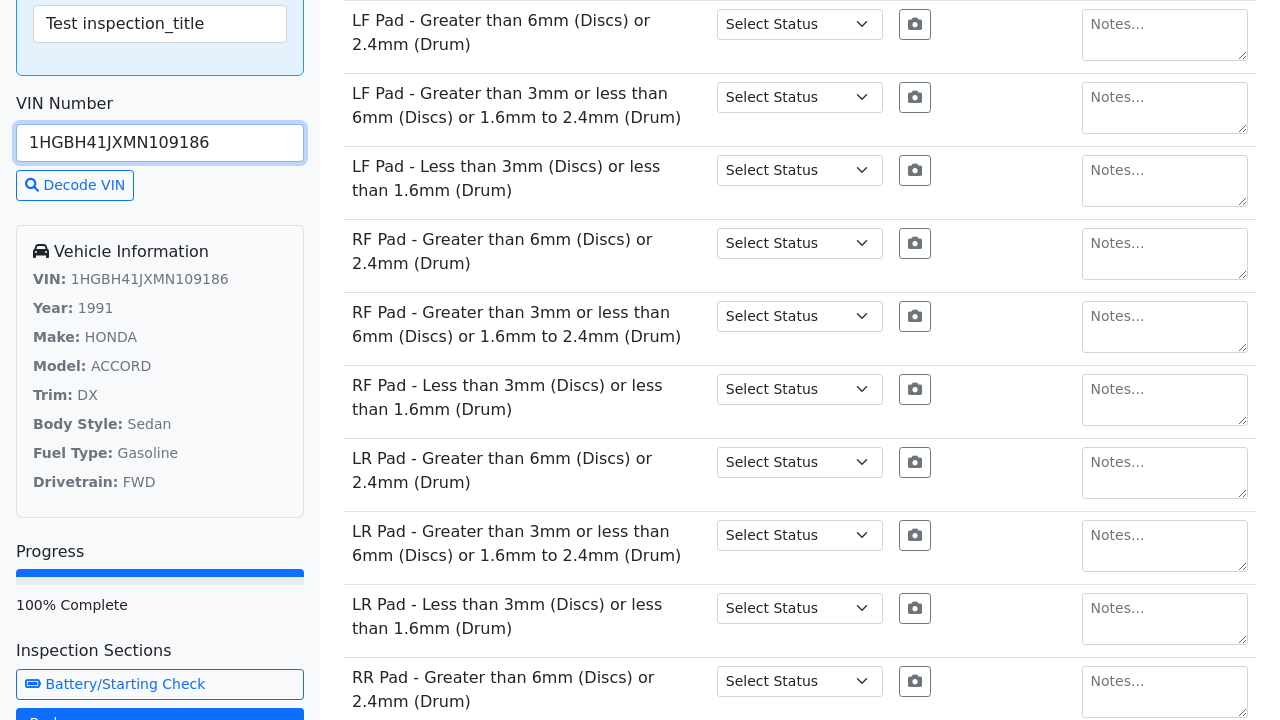 Test inspection_title
VIN Number
1HGBH41JXMN109186
Decode VIN
Vehicle Information
VIN: 1HGBH41JXMN109186
Year: 1991
Make: HONDA
Model: ACCORD
Trim: DX
Body Style: Sedan
Fuel Type: Gasoline
Drivetrain: FWD
Progress
100% Complete
Inspection Sections
Battery/Starting Check
LF Pad - Greater than 6mm (Discs) or
2.4mm (Drum)
Select Status
Notes...
LF Pad - Greater than 3mm or less than
6mm (Discs) or 1.6mm to 2.4mm (Drum)
Select Status
Notes...
LF Pad - Less than 3mm (Discs) or less
than 1.6mm (Drum)
Select Status
Notes...
RF Pad - Greater than 6mm (Discs) or
2.4mm (Drum)
Select Status
Notes...
RF Pad - Greater than 3mm or less than
6mm (Discs) or 1.6mm to 2.4mm (Drum)
Select Status
Notes...
RF Pad - Less than 3mm (Discs) or less
than 1.6mm (Drum)
Select Status
Notes...
LR Pad - Greater than 6mm (Discs) or
2.4mm (Drum)
Select Status
Notes...
LR Pad - Greater than 3mm or less than
6mm (Discs) or 1.6mm to 2.4mm (Drum)
Select Status
Notes...
LR Pad - Less than 3mm (Discs) or less
than 1.6mm (Drum)
Select Status
Notes...
RR Pad - Greater than 6mm (Discs) or
2.4mm (Drum)
Select Status
Notes...